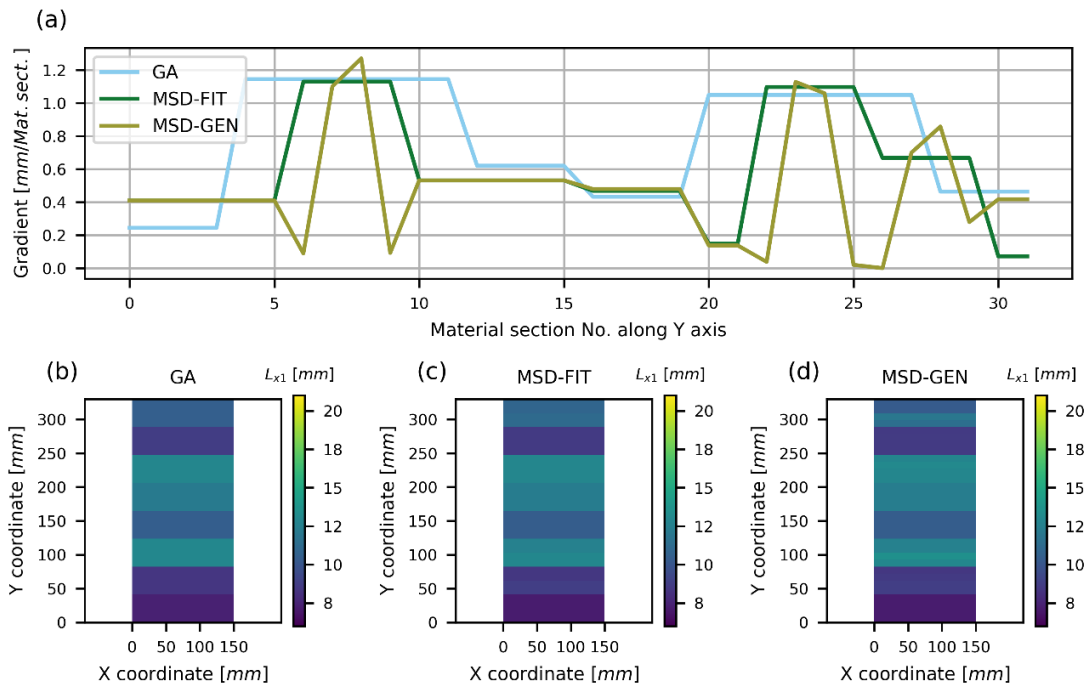 (a)
Gradient [mm/Mat. sect.]
1.2
1.0
0.8
0.6
0.4
0.2
0.0
GA
MSD-FIT
MSD-GEN
0 5 10 15 20 25 30
Material section No. along Y axis
(b) GA Lx1 [mm]
Y coordinate [mm]
300
250
200
150
100
50
0
0 50 100 150
X coordinate [mm]
20
18
15
12
10
8
(c) MSD-FIT Lx1 [mm]
Y coordinate [mm]
300
250
200
150
100
50
0
0 50 100 150
X coordinate [mm]
20
18
15
12
10
8
(d) MSD-GEN Lx1 [mm]
Y coordinate [mm]
300
250
200
150
100
50
0
0 50 100 150
X coordinate [mm]
20
18
15
12
10
8